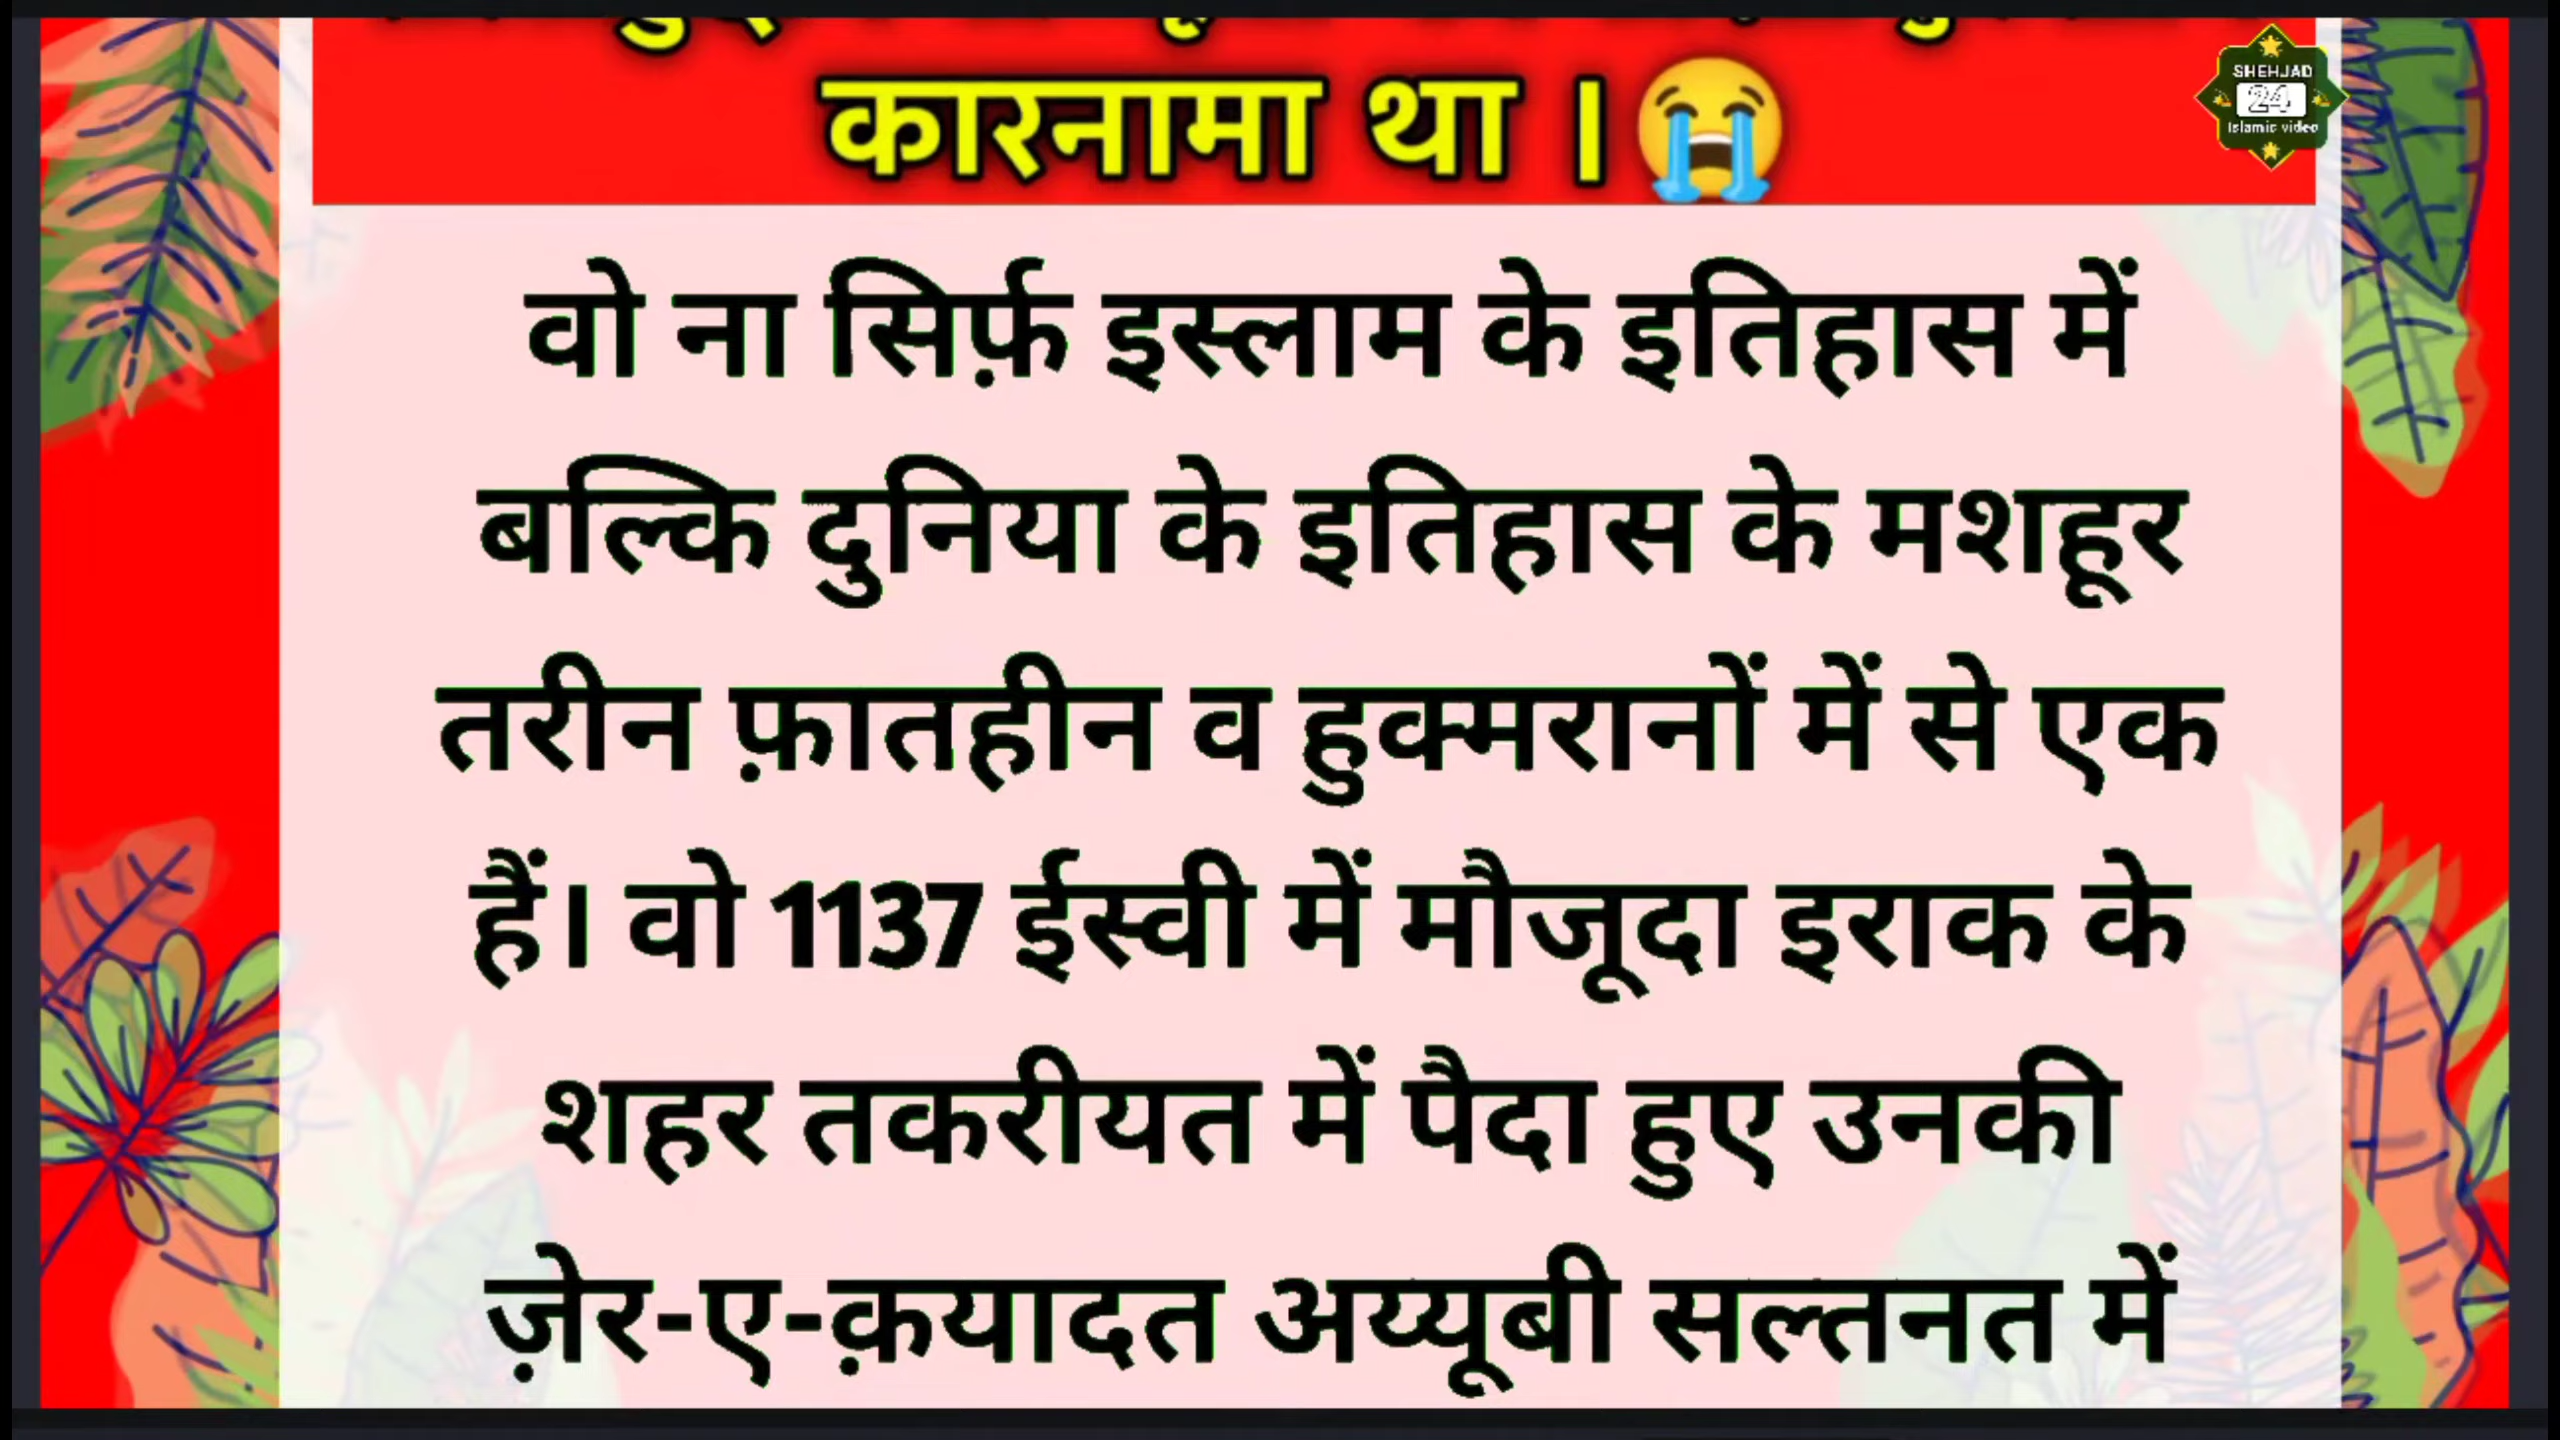 कारनामा था ।😭
SHEHJAD
24
Islamic video
वो ना सिर्फ़ इस्लाम के इतिहास में
बल्कि दुनिया के इतिहास के मशहूर
तरीन फ़ातहीन व हुक्मरानों में से एक
हैं। वो 1137 ईस्वी में मौजूदा इराक के
शहर तकरीयत में पैदा हुए उनकी
ज़ेर-ए-क़यादत अय्यूबी सल्तनत में